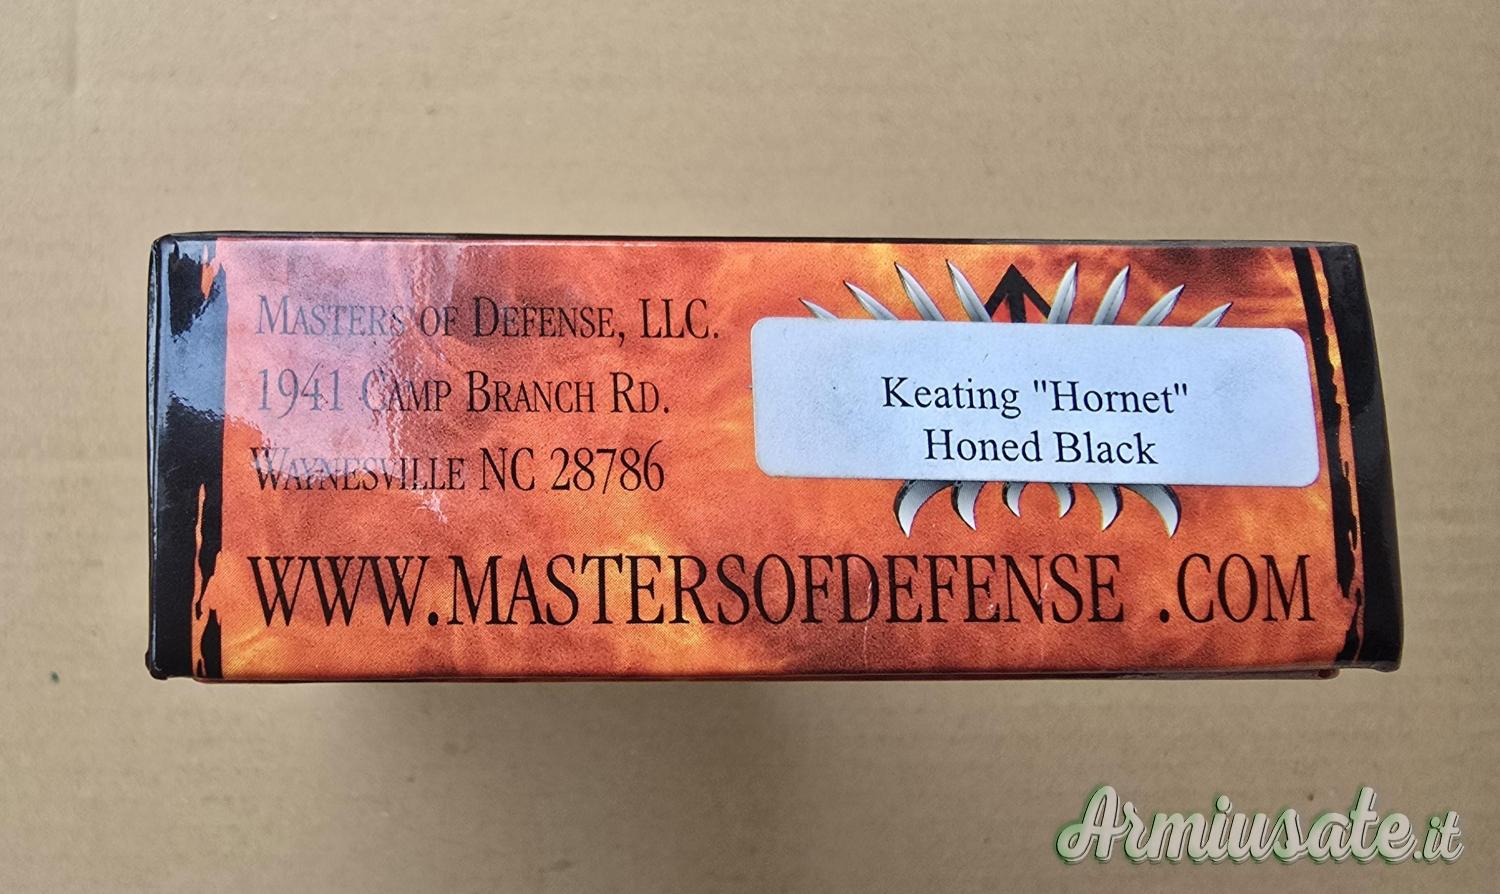 MASTERS OF DEFENSE, LLC.
1941 CAMP BRANCH RD.
WAYNESVILLE NC 28786
Keating "Hornet"
Honed Black
WWW.MASTERSOFDEFENSE .COM
Armiusate.it